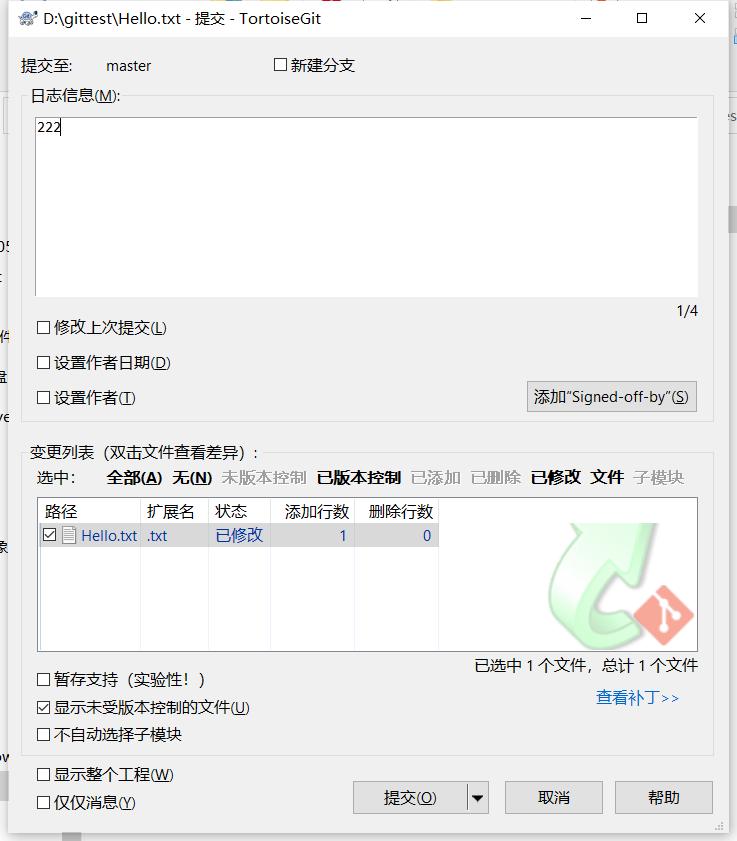 D:\gittest\Hello.txt - 提交 - TortoiseGit
提交至: master 新建分支
日志信息(M):
222
1/4
修改上次提交(L)
设置作者日期(D)
设置作者(T)
添加“Signed-off-by”(S)
变更列表（双击文件查看差异）:
选中: 全部(A) 无(N) 未版本控制 已版本控制 已添加 已删除 已修改 文件 子模块
路径 扩展名 状态 添加行数 删除行数
Hello.txt .txt 已修改 1 0
已选中 1 个文件，总计 1 个文件
暂存支持（实验性！）
查看补丁>>
显示未受版本控制的文件(U)
不自动选择子模块
显示整个工程(W)
仅仅消息(Y)
提交(O) 取消 帮助